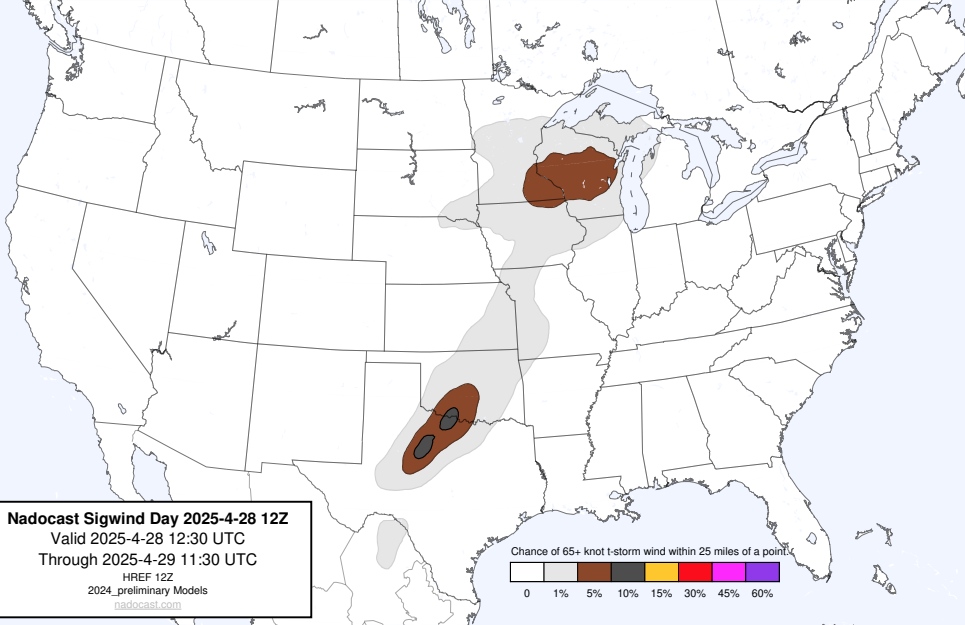 Nadocast Sigwind Day 2025-4-28 12Z
Valid 2025-4-28 12:30 UTC
Through 2025-4-29 11:30 UTC
HREF 12Z
2024_preliminary Models
nadocast.com
Chance of 65+ knot t-storm wind within 25 miles of a point.
0 1% 5% 10% 15% 30% 45% 60%